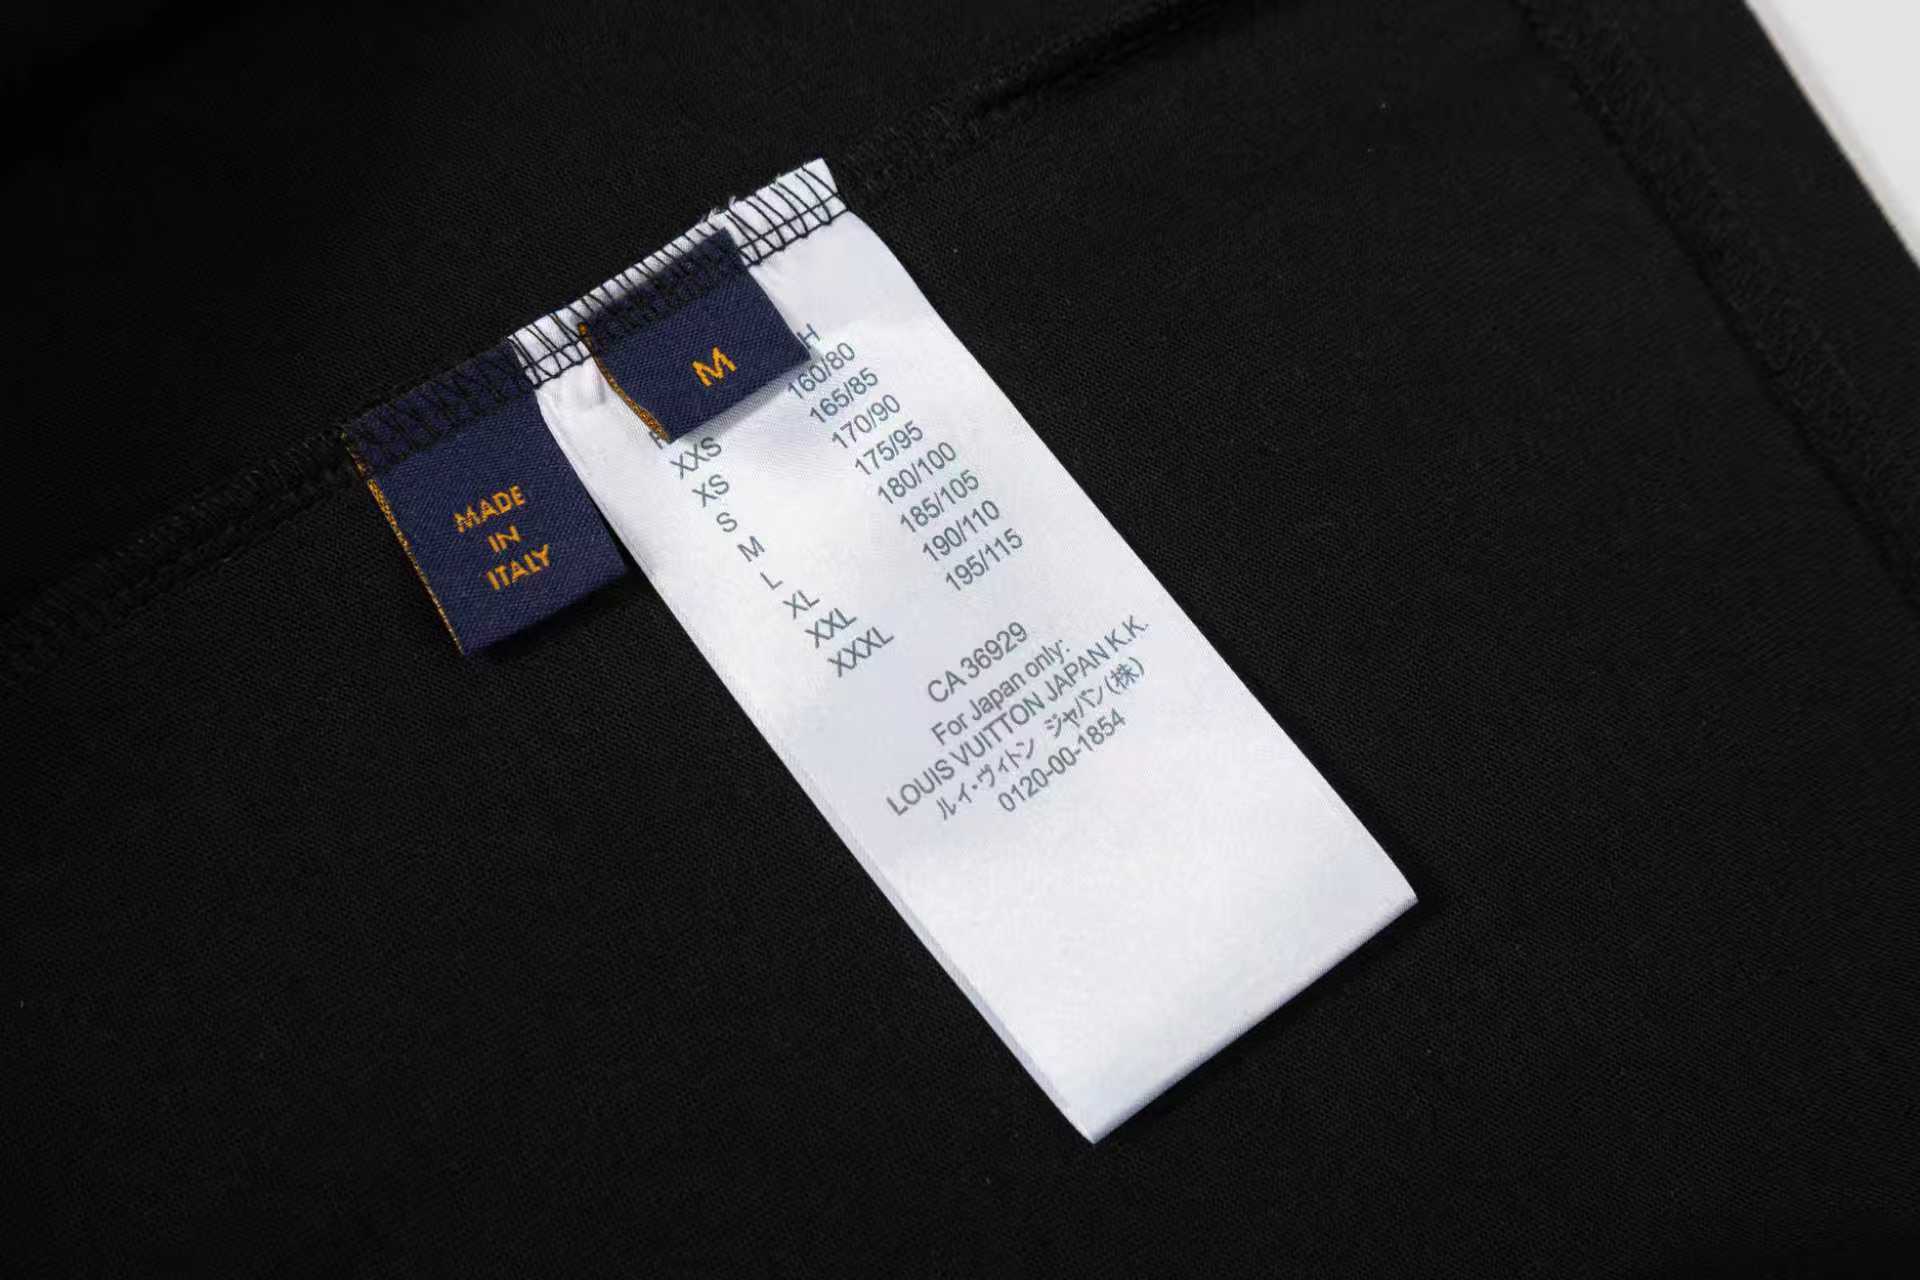 MADE
IN
ITALY
M
H
XXS 160/80
XS 165/85
S 170/90
M 175/95
L 180/100
XL 185/105
XXL 190/110
XXXL 195/115
CA 36929
For Japan only:
LOUIS VUITTON JAPAN K.K.
ルイ・ヴィトン ジャパン(株)
0120-00-1854